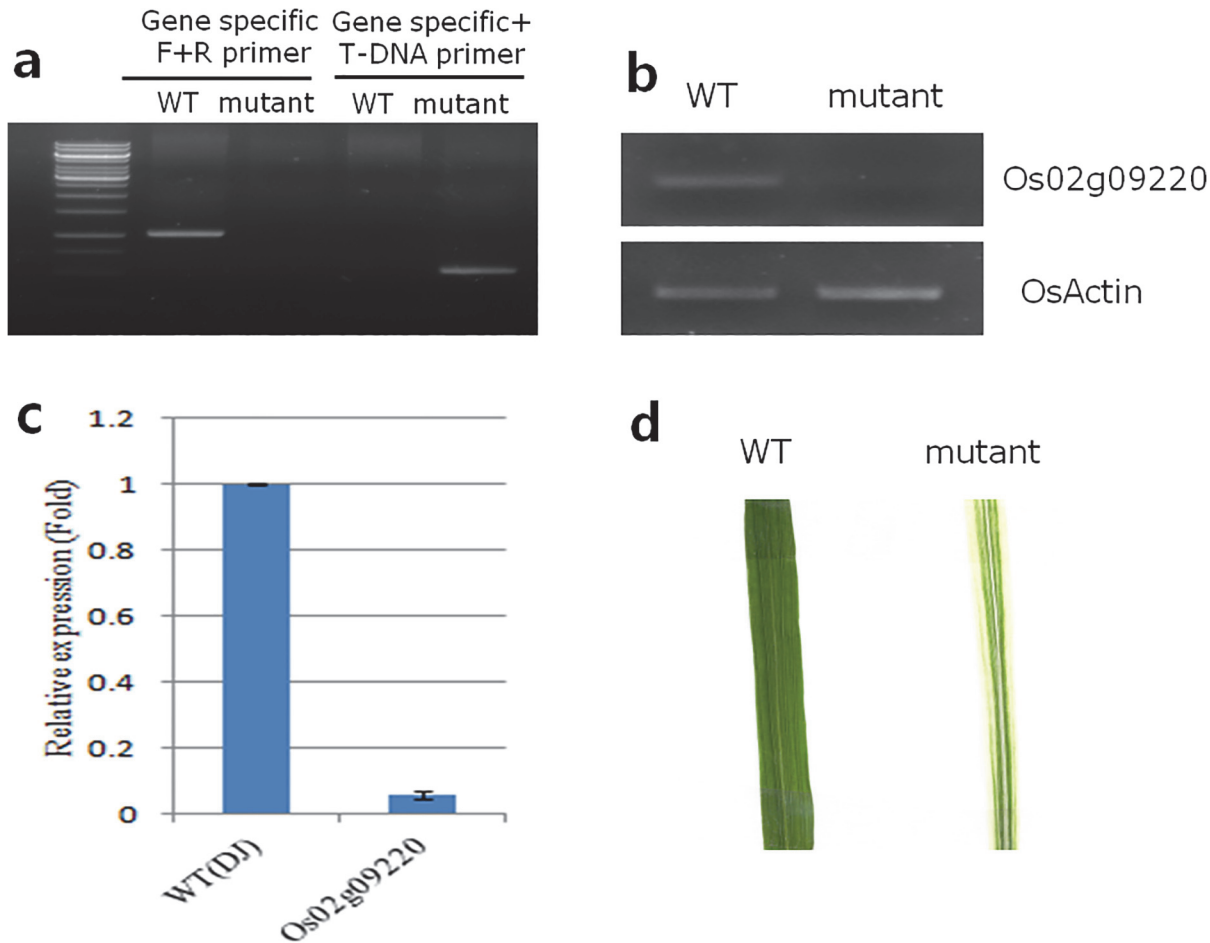 a
Gene specific
F+R primer
Gene specific+
T-DNA primer
WT mutant
WT mutant
b
WT mutant
Os02g09220
OsActin
c
Relative expression (Fold)
1.2
1
0.8
0.6
0.4
0.2
0
WT(DJ)
Os02g09220
d
WT mutant